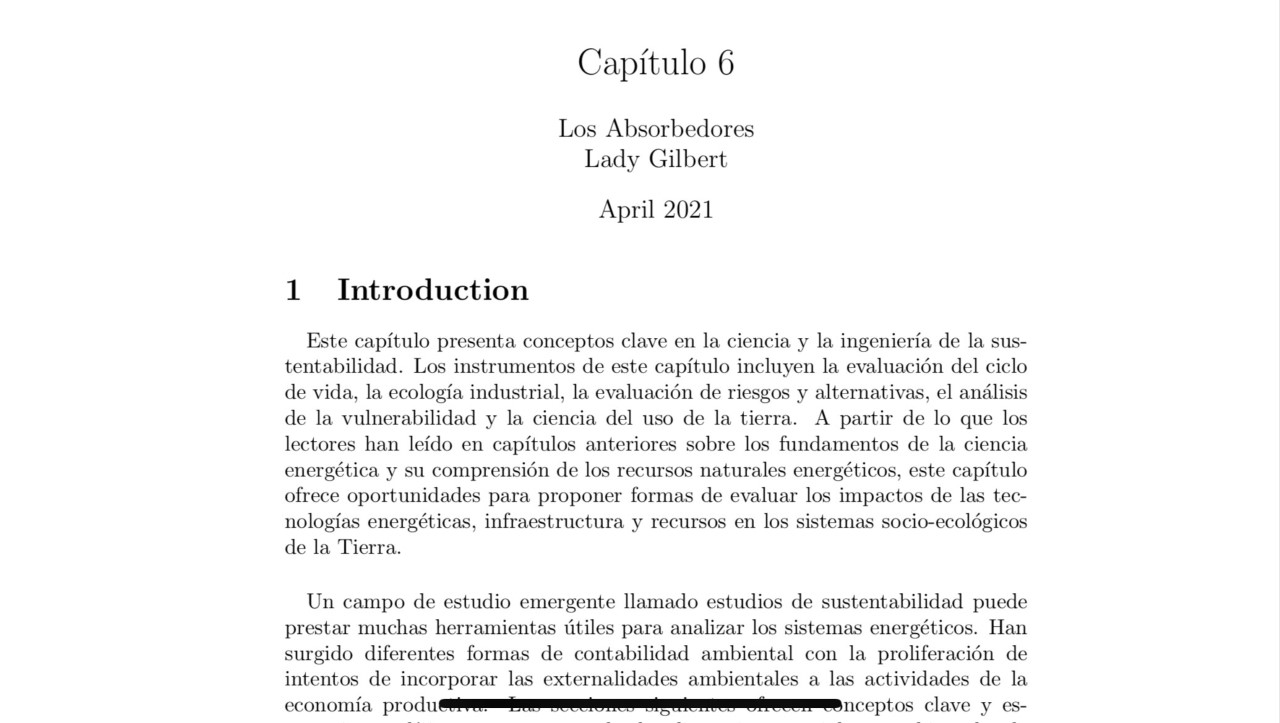 Capítulo 6
Los Absorbedores
Lady Gilbert
April 2021
1 Introduction
Este capítulo presenta conceptos clave en la ciencia y la ingeniería de la sus-
tentabilidad. Los instrumentos de este capítulo incluyen la evaluación del ciclo
de vida, la ecología industrial, la evaluación de riesgos y alternativas, el análisis
de la vulnerabilidad y la ciencia del uso de la tierra. A partir de lo que los
lectores han leído en capítulos anteriores sobre los fundamentos de la ciencia
energética y su comprensión de los recursos naturales energéticos, este capítulo
ofrece oportunidades para proponer formas de evaluar los impactos de las tec-
nologías energéticas, infraestructura y recursos en los sistemas socio-ecológicos
de la Tierra.
Un campo de estudio emergente llamado estudios de sustentabilidad puede
prestar muchas herramientas útiles para analizar los sistemas energéticos. Han
surgido diferentes formas de contabilidad ambiental con la proliferación de
intentos de incorporar las externalidades ambientales a las actividades de la
economía productiva. Las secciones siguientes ofrecen conceptos clave y es-